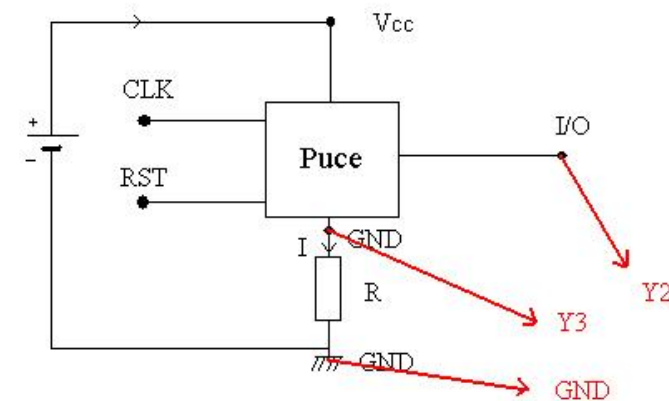 Vcc
CLK
+
I/O
Puce
−
RST
I
GND
Y2
R
Y3
GND
GND